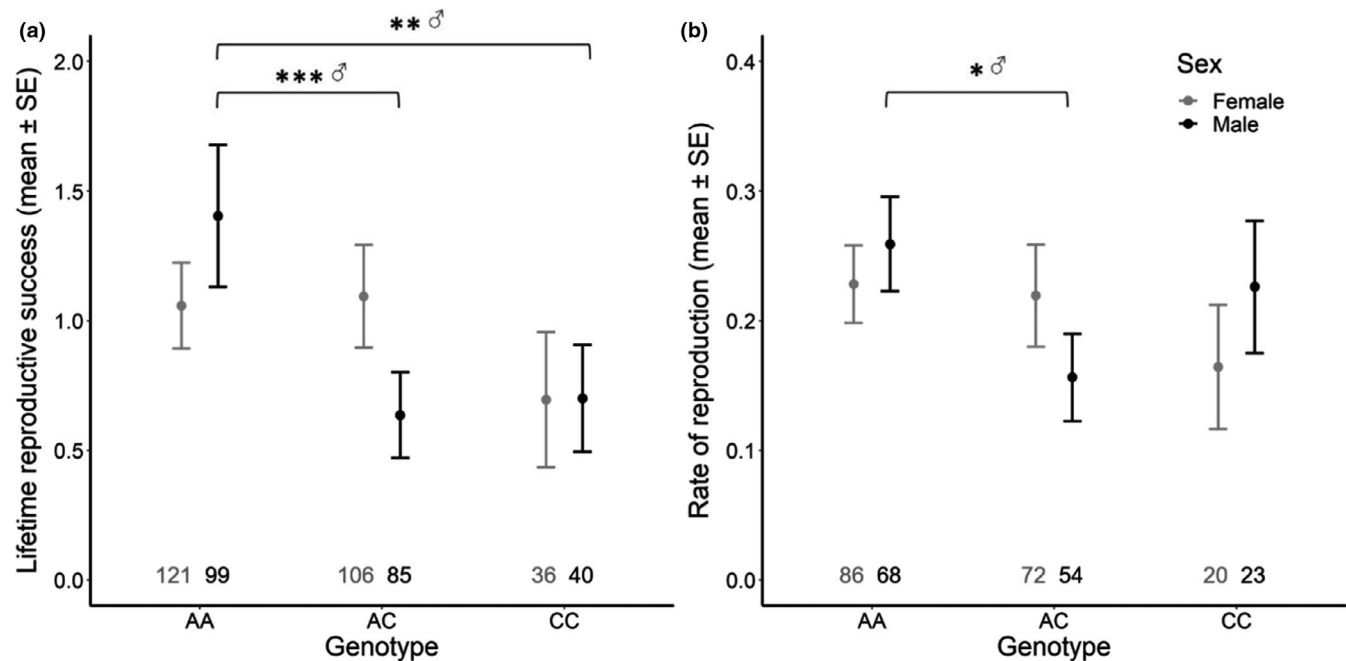 (a)
** ♂
*** ♂
Lifetime reproductive success (mean ± SE)
2.0
1.5
1.0
0.5
0.0
121 99 106 85 36 40
AA AC CC
Genotype
(b)
* ♂
Sex
Female
Male
Rate of reproduction (mean ± SE)
0.4
0.3
0.2
0.1
0.0
86 68 72 54 20 23
AA AC CC
Genotype